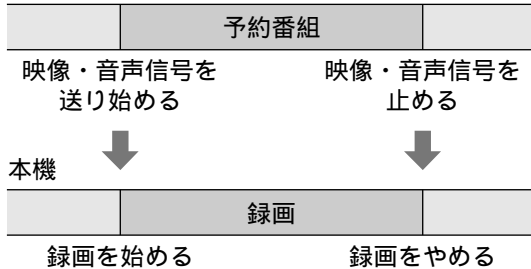 予約番組
映像・音声信号を
送り始める
映像・音声信号を
止める
本機
録画
録画を始める
録画をやめる